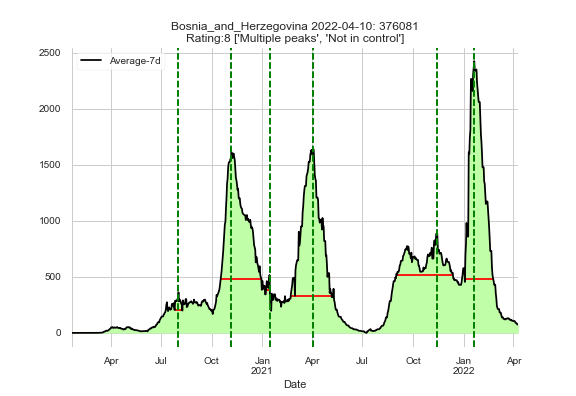 Bosnia_and_Herzegovina 2022-04-10: 376081
Rating:8 ['Multiple peaks', 'Not in control']
Average-7d
2500
2000
1500
1000
500
0
Apr Jul Oct Jan Apr Jul Oct Jan Apr
2021 2022
Date